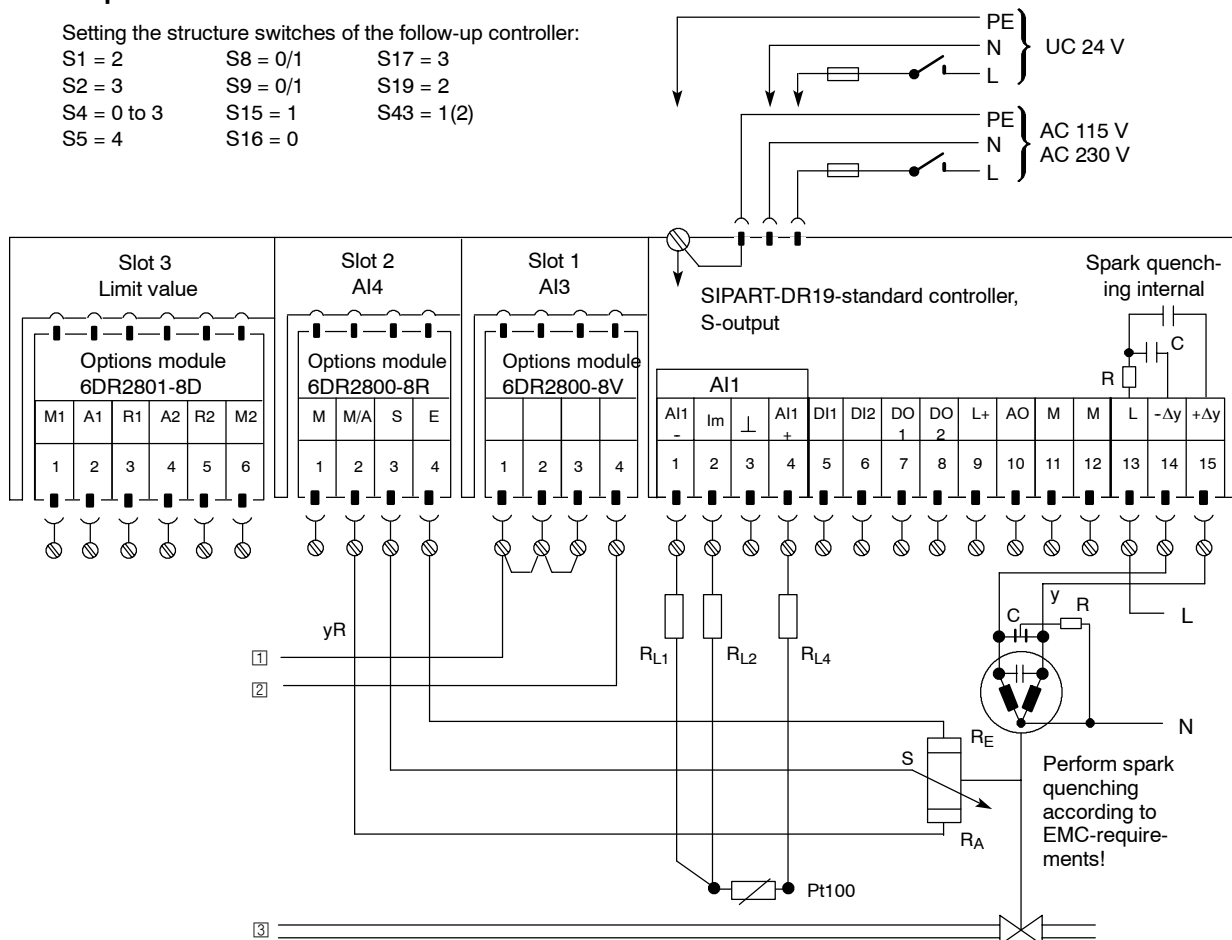 Setting the structure switches of the follow-up controller:
S1 = 2 S8 = 0/1 S17 = 3
S2 = 3 S9 = 0/1 S19 = 2
S4 = 0 to 3 S15 = 1 S43 = 1(2)
S5 = 4 S16 = 0
PE
N
L
UC 24 V
PE
N
L
AC 115 V
AC 230 V
Slot 3
Limit value
Options module
6DR2801-8D
M1 A1 R1 A2 R2 M2
1 2 3 4 5 6
Slot 2
AI4
Options module
6DR2800-8R
M M/A S E
1 2 3 4
Slot 1
AI3
Options module
6DR2800-8V
1 2 3 4
SIPART-DR19-standard controller,
S-output
Spark quench-
ing internal
C
R
AI1
AI1 - Im ⊥ AI1 + DI1 DI2 DO 1 DO 2 L+ AO M M L -Δy +Δy
1 2 3 4 5 6 7 8 9 10 11 12 13 14 15
yR
1
2
RL1 RL2 RL4
y
C
R
L
N
RE
S
RA
Perform spark
quenching
according to
EMC-require-
ments!
Pt100
3